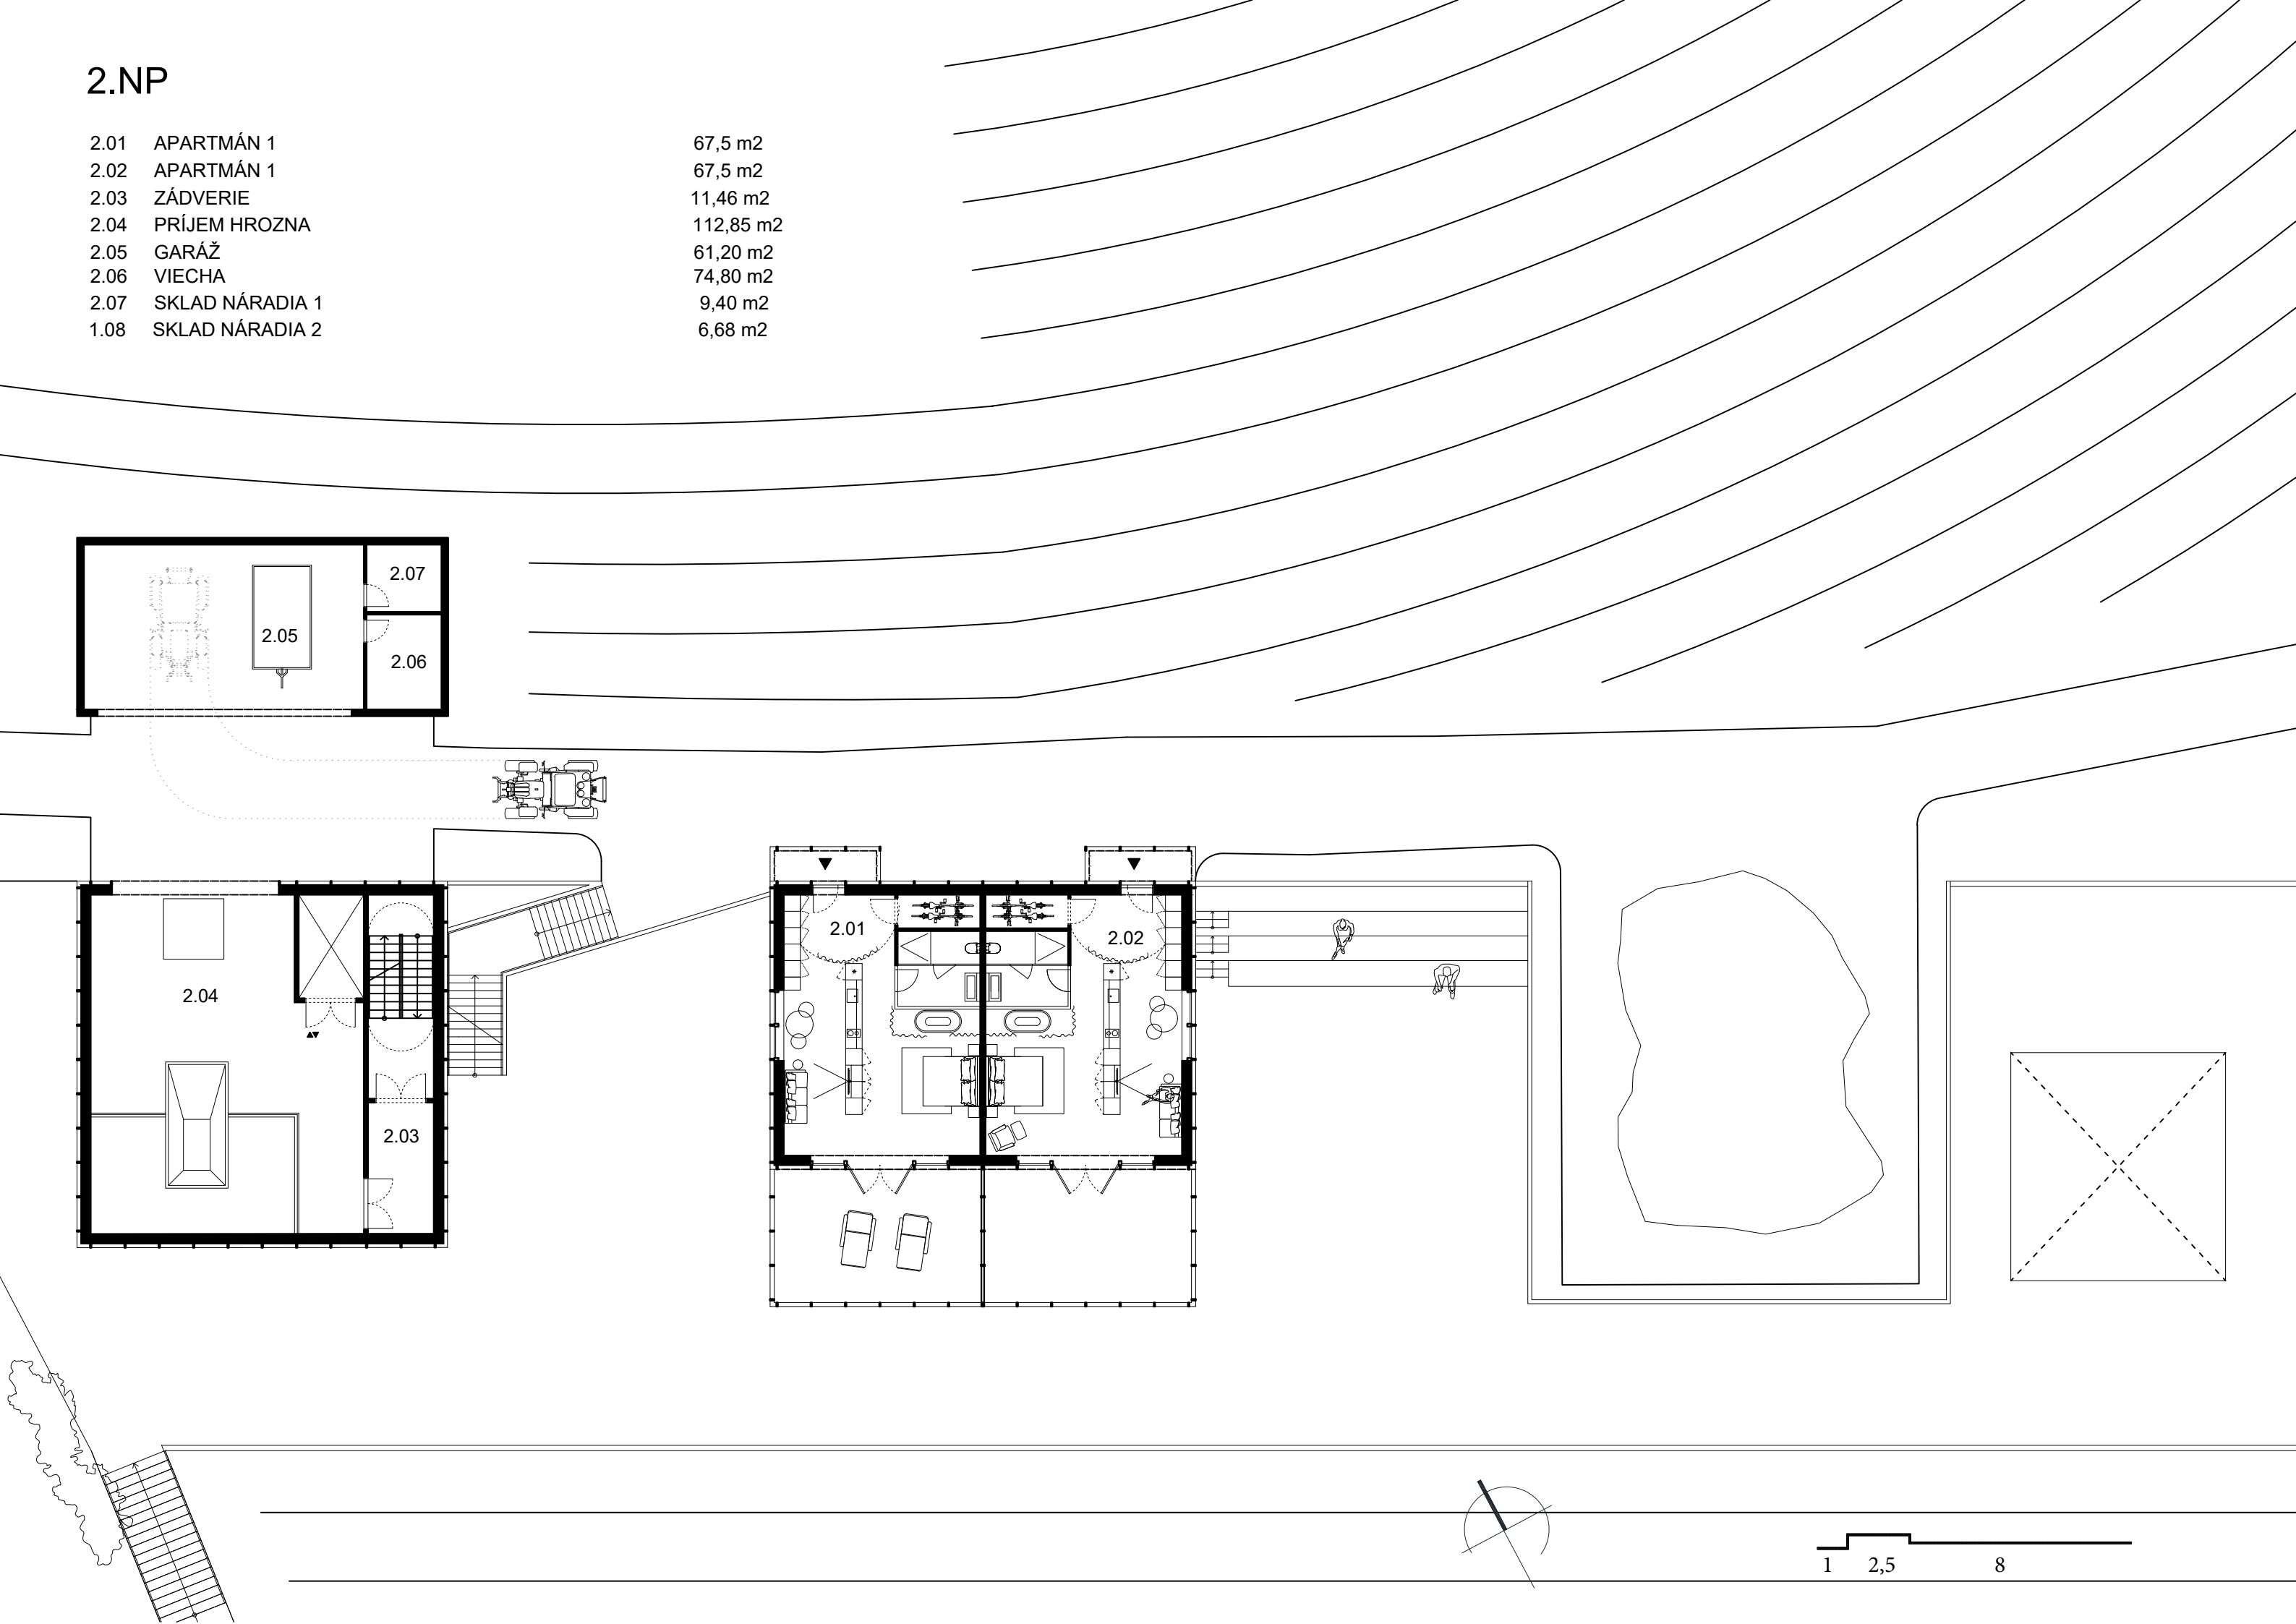 2.NP
2.01 APARTMÁN 1 67,5 m2
2.02 APARTMÁN 1 67,5 m2
2.03 ZÁDVERIE 11,46 m2
2.04 PRÍJEM HROZNA 112,85 m2
2.05 GARÁŽ 61,20 m2
2.06 VIECHA 74,80 m2
2.07 SKLAD NÁRADIA 1 9,40 m2
1.08 SKLAD NÁRADIA 2 6,68 m2
2.07
2.05
2.06
2.01
2.02
2.04
2.03
1 2,5 8